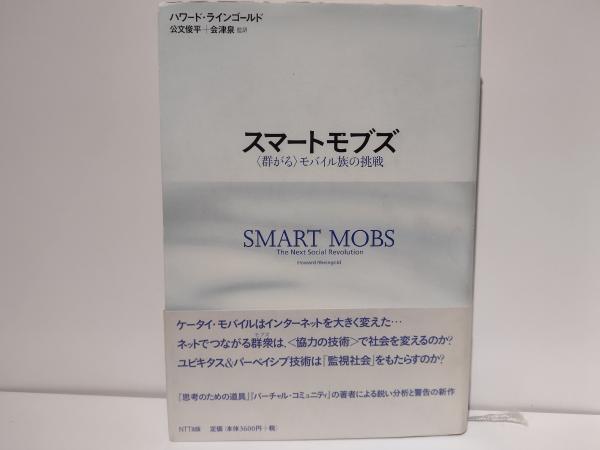 ハワード・ラインゴールド
公文俊平+会津泉 監訳
スマートモブズ
〈群がる〉モバイル族の挑戦
SMART MOBS
The Next Social Revolution
Howard Rheingold
ケータイ・モバイルはインターネットを大きく変えた…
モブズ
ネットでつながる群衆は、〈協力の技術〉で社会を変えるのか?
ユビキタス&パーベイシブ技術は「監視社会」をもたらすのか?
『思考のための道具』『バーチャル・コミュニティ』の著者による鋭い分析と警告の新作
NTT出版 定価(本体3600円+税)